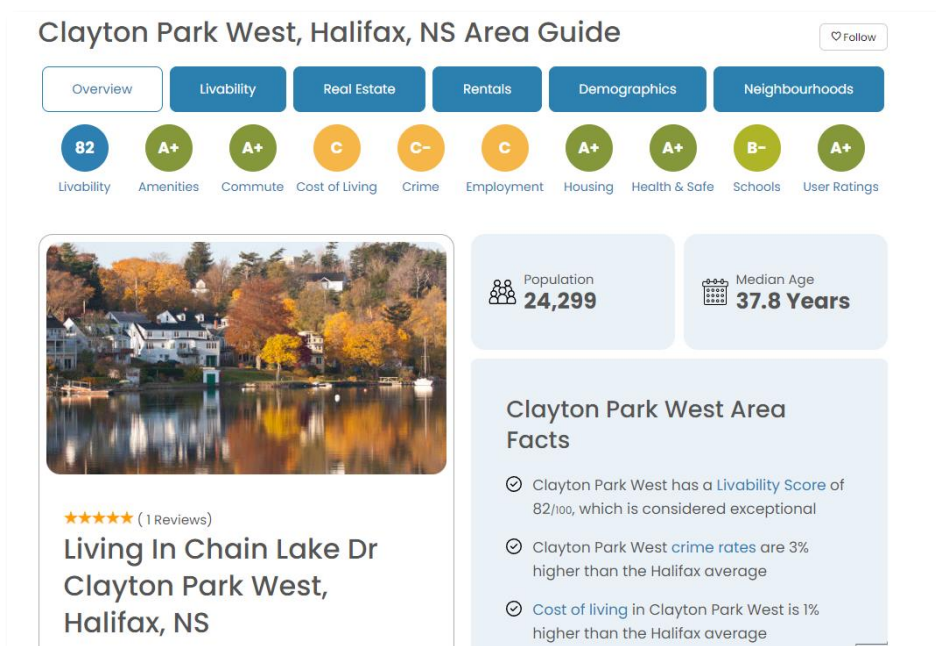 Clayton Park West, Halifax, NS Area Guide
Follow
Overview
Livability
Real Estate
Rentals
Demographics
Neighbourhoods
82
A+
A+
C
C-
C
A+
A+
B-
A+
Livability
Amenities
Commute
Cost of Living
Crime
Employment
Housing
Health & Safe
Schools
User Ratings
( 1 Reviews)
Living In Chain Lake Dr
Clayton Park West,
Halifax, NS
Population
24,299
Median Age
37.8 Years
Clayton Park West Area
Facts
Clayton Park West has a Livability Score of
82/100, which is considered exceptional
Clayton Park West crime rates are 3%
higher than the Halifax average
Cost of living in Clayton Park West is 1%
higher than the Halifax average